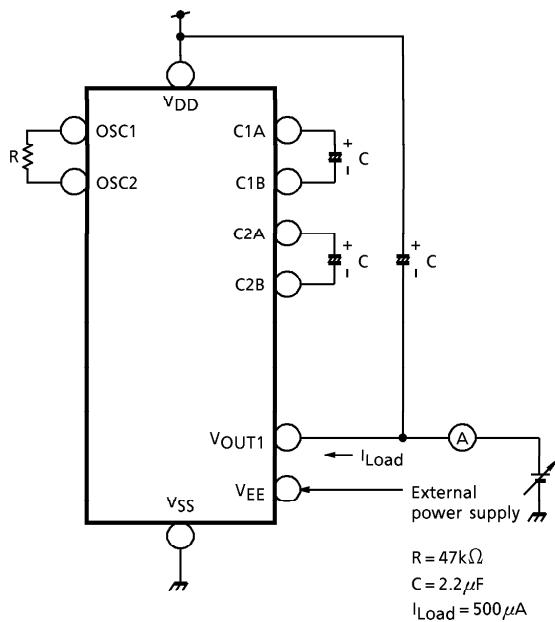 VDD
OSC1
C1A
+
C
R
–
OSC2
C1B
C2A
+
C
–
+
C
–
C2B
VOUT1
A
ILoad
VEE
External
power supply
VSS
R = 47kΩ
C = 2.2μF
ILoad = 500μA